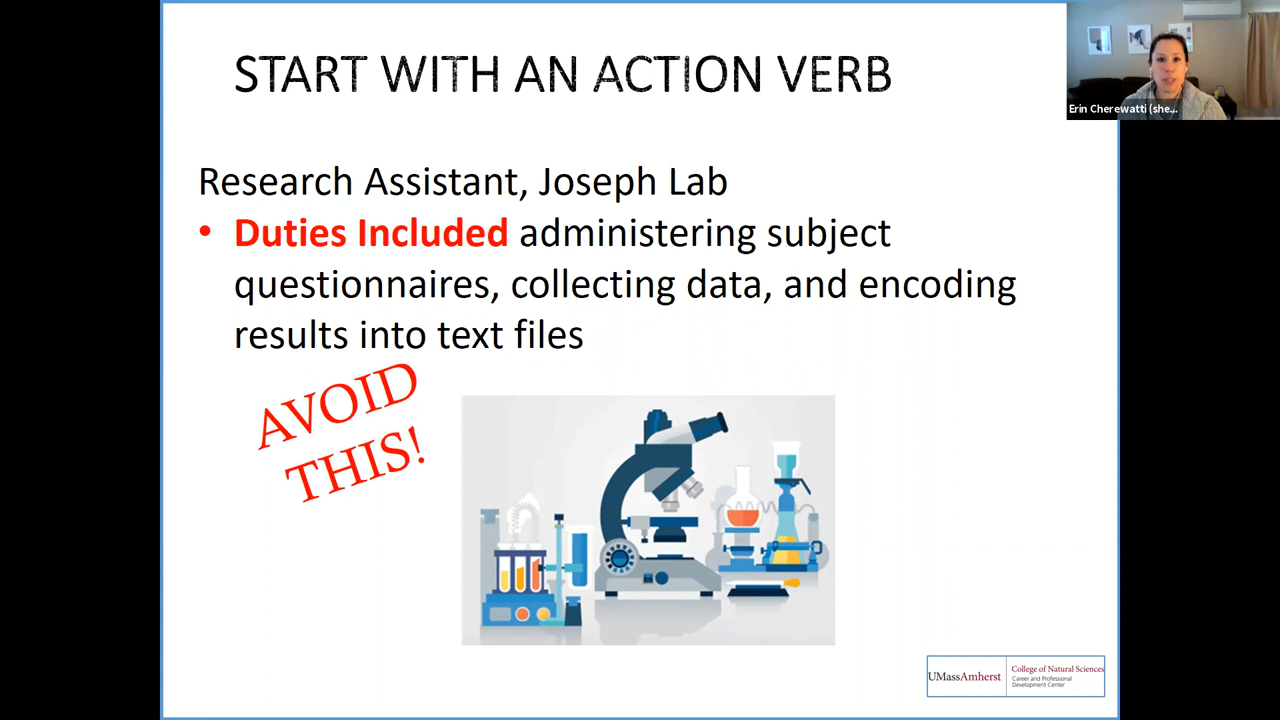 START WITH AN ACTION VERB
Erin Cherewatti (she...
Research Assistant, Joseph Lab
• Duties Included administering subject
questionnaires, collecting data, and encoding
results into text files
AVOID
THIS!
UMassAmherst
College of Natural Sciences
Career and Professional
Development Center